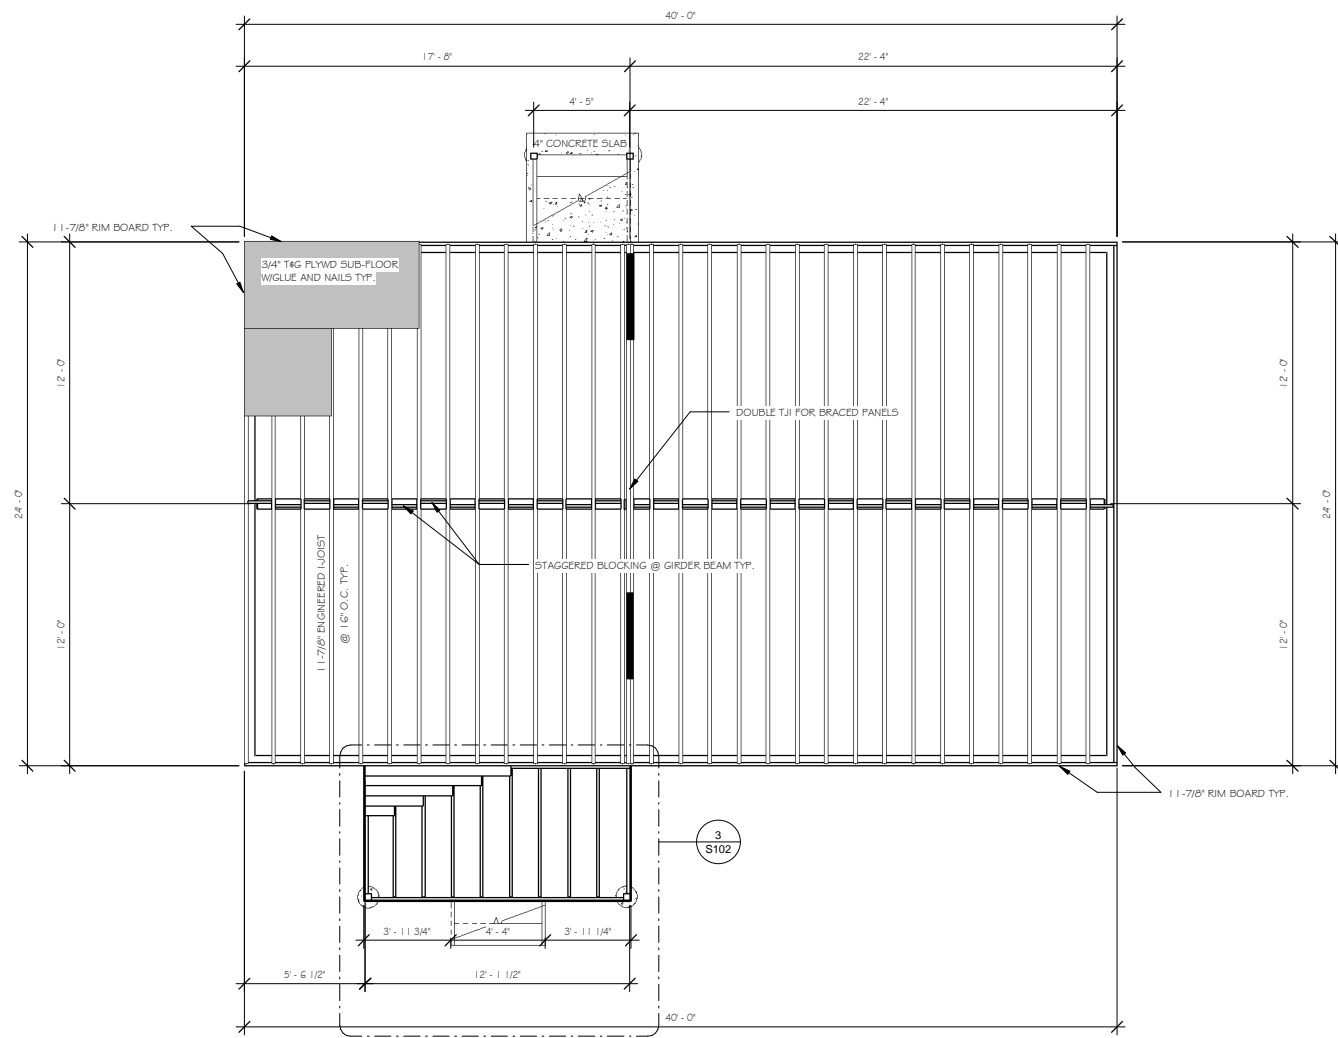 40' - 0"
17' - 8"
22' - 4"
4' - 5"
22' - 4"
4" CONCRETE SLAB
11-7/8" RIM BOARD TYP.
3/4" T&G PLYWD SUB-FLOOR
W/GLUE AND NAILS TYP.
12' - 0"
12' - 0"
DOUBLE TJI FOR BRACED PANELS
24' - 0"
24' - 0"
STAGGERED BLOCKING @ GIRDER BEAM TYP.
11-7/8" ENGINEERED I-JOIST
@ 16" O.C. TYP.
12' - 0"
12' - 0"
11-7/8" RIM BOARD TYP.
3
S102
3' - 11 3/4"
4' - 4"
3' - 11 1/4"
5' - 6 1/2"
12' - 1 1/2"
40' - 0"